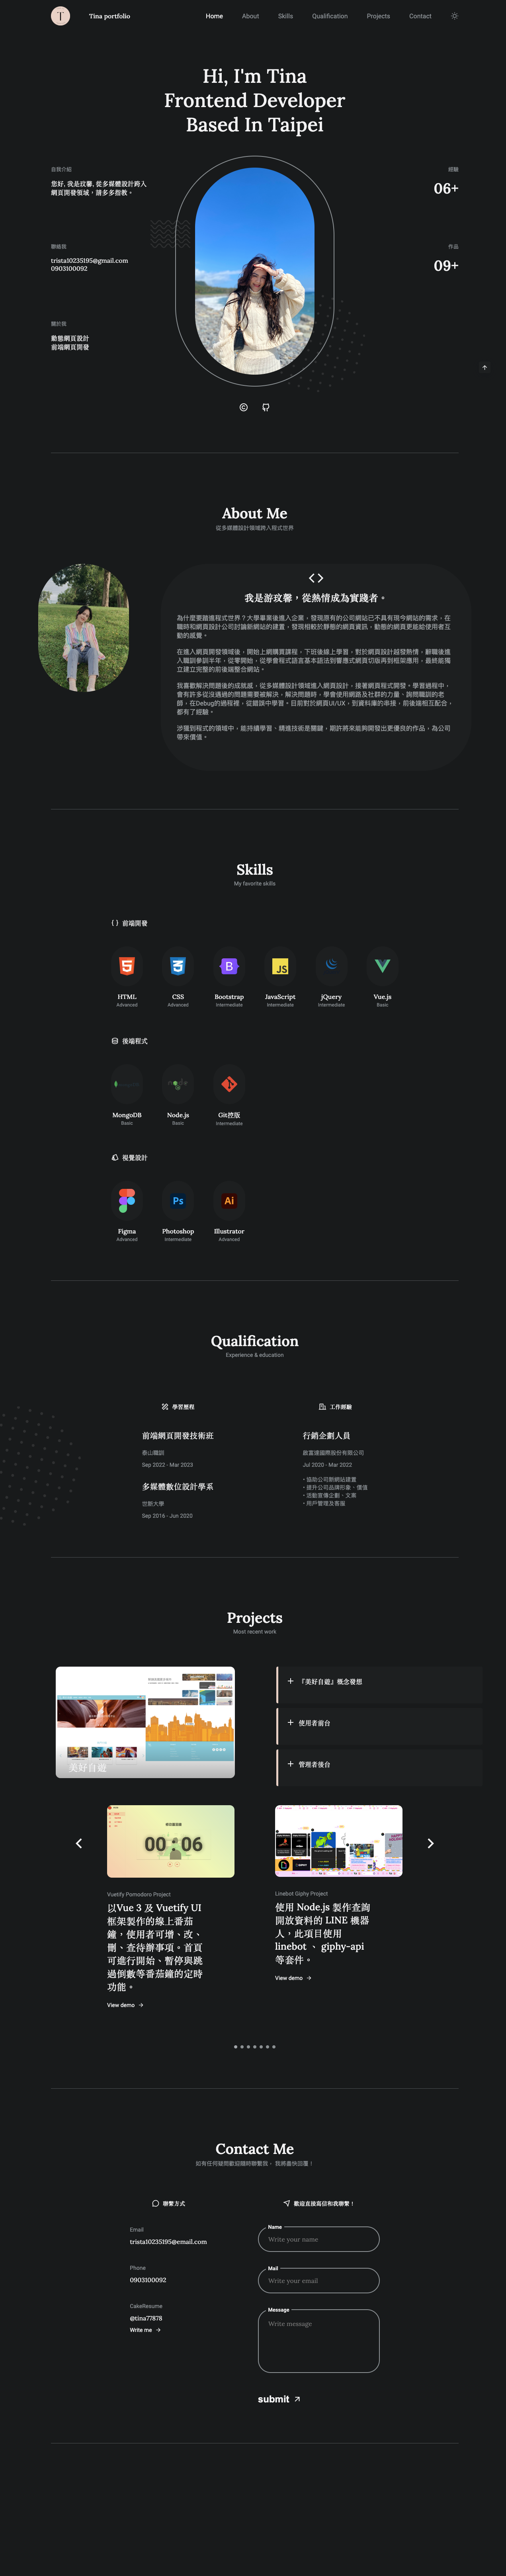 T
Tina portfolio
Home
About
Skills
Qualification
Projects
Contact
Hi, I'm Tina
Frontend Developer
Based In Taipei
自我介紹
您好, 我是玟馨, 從多媒體設計跨入
網頁開發領域，請多多指教。
聯絡我
trista10235195@gmail.com
0903100092
關於我
動態網頁設計
前端網頁開發
經驗
06+
作品
09+
About Me
從多媒體設計領域跨入程式世界
我是游玟馨，從熱情成為實踐者。
為什麼要踏進程式世界？大學畢業後進入企業，發現原有的公司網站已不具有現今網站的需求，在
職時和網頁設計公司討論新網站的建置，發現相較於靜態的網頁資訊，動態的網頁更能給使用者互
動的感覺。
在進入網頁開發領域後，開始上網購買課程，下班後線上學習，對於網頁設計越發熱情，辭職後進
入職訓參訓半年，從零開始，從學會程式語言基本語法到響應式網頁切版再到框架應用，最終能獨
立建立完整的前後端整合網站。
我喜歡解決問題後的成就感，從多媒體設計領域進入網頁設計，接著網頁程式開發。學習過程中，
會有許多從沒遇過的問題需要被解決，解決問題時，學會使用網路及社群的力量、詢問職訓的老
師，在Debug的過程裡，從錯誤中學習。目前對於網頁UI/UX，到資料庫的串接，前後端相互配合，
都有了經驗。
涉獵到程式的領域中，能持續學習、精進技術是關鍵，期許將來能夠開發出更優良的作品，為公司
帶來價值。
Skills
My favorite skills
前端開發
HTML
Advanced
CSS
Advanced
Bootstrap
Intermediate
JavaScript
Intermediate
jQuery
Intermediate
Vue.js
Basic
後端程式
MongoDB
Basic
Node.js
Basic
Git控版
Intermediate
視覺設計
Figma
Advanced
Photoshop
Intermediate
Illustrator
Advanced
Qualification
Experience & education
學習歷程
前端網頁開發技術班
泰山職訓
Sep 2022 - Mar 2023
多媒體數位設計學系
世新大學
Sep 2016 - Jun 2020
工作經驗
行銷企劃人員
啟富達國際股份有限公司
Jul 2020 - Mar 2022
• 協助公司新網站建置
• 提升公司品牌形象、價值
• 活動宣傳企劃、文案
• 用戶管理及客服
Projects
Most recent work
美好自遊
『美好自遊』概念發想
使用者前台
管理者後台
00:06
Vuetify Pomodoro Project
以Vue 3 及 Vuetify UI
框架製作的線上番茄
鐘，使用者可增、改、
刪、查待辦事項。首頁
可進行開始、暫停與跳
過倒數等番茄鐘的定時
功能。
View demo
Linebot Giphy Project
使用 Node.js 製作查詢
開放資料的 LINE 機器
人，此項目使用
linebot 、 giphy-api
等套件。
View demo
Contact Me
如有任何疑問歡迎隨時聯繫我， 我將盡快回覆！
聯繫方式
Email
trista10235195@email.com
Phone
0903100092
CakeResume
@tina77878
Write me
歡迎直接寫信和我聯繫！
Name
Write your name
Mail
Write your email
Message
Write message
submit